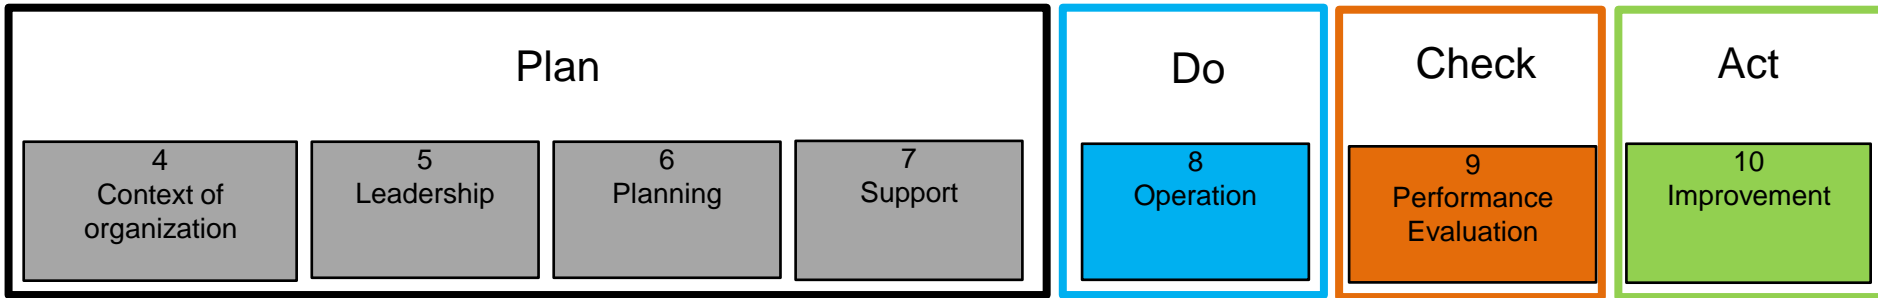 Plan
4
Context of
organization
5
Leadership
6
Planning
7
Support
Do
8
Operation
Check
9
Performance
Evaluation
Act
10
Improvement